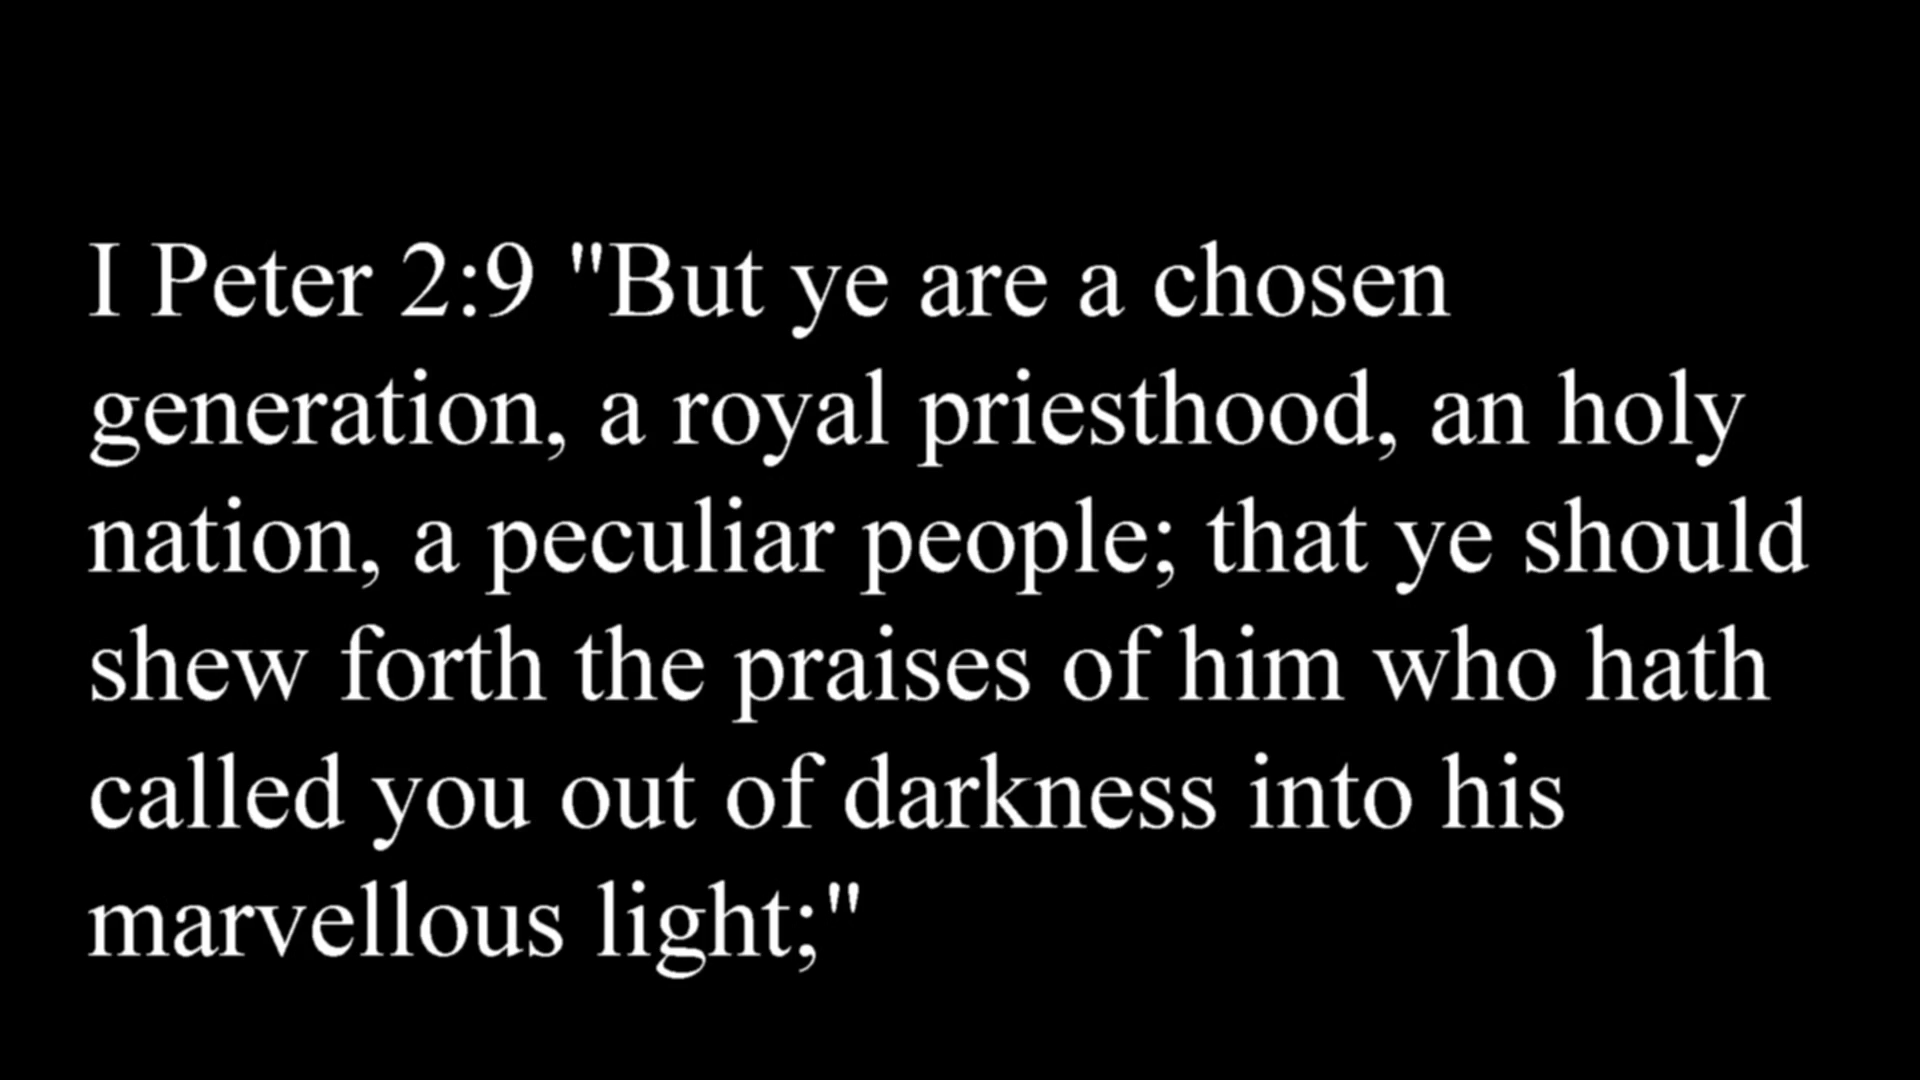 I Peter 2:9 "But ye are a chosen
generation, a royal priesthood, an holy
nation, a peculiar people; that ye should
shew forth the praises of him who hath
called you out of darkness into his
marvellous light;"